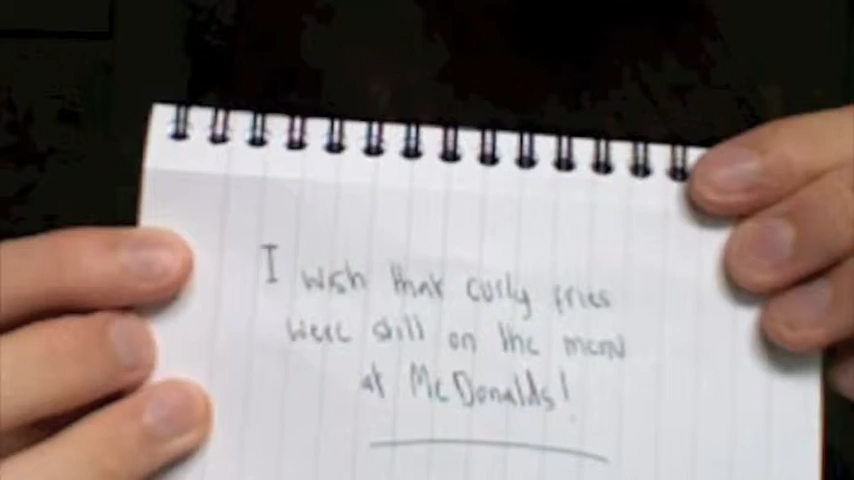 I wish that curly fries
were still on the menu
at McDonalds!